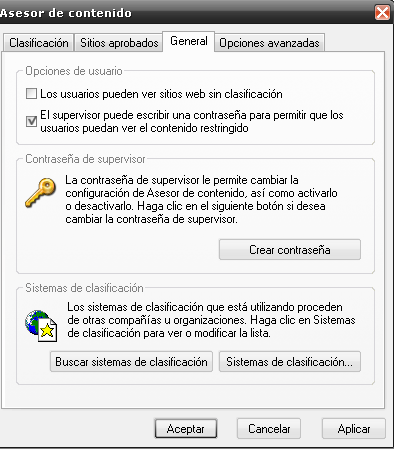 Asesor de contenido
Clasificación Sitios aprobados General Opciones avanzadas
Opciones de usuario
Los usuarios pueden ver sitios web sin clasificación
El supervisor puede escribir una contraseña para permitir que los
usuarios puedan ver el contenido restringido
Contraseña de supervisor
La contraseña de supervisor le permite cambiar la
configuración de Asesor de contenido, así como activarlo
o desactivarlo. Haga clic en el siguiente botón si desea
cambiar la contraseña de supervisor.
Crear contraseña
Sistemas de clasificación
Los sistemas de clasificación que está utilizando proceden
de otras compañías u organizaciones. Haga clic en Sistemas
de clasificación para ver o modificar la lista.
Buscar sistemas de clasificación Sistemas de clasificación...
Aceptar Cancelar Aplicar